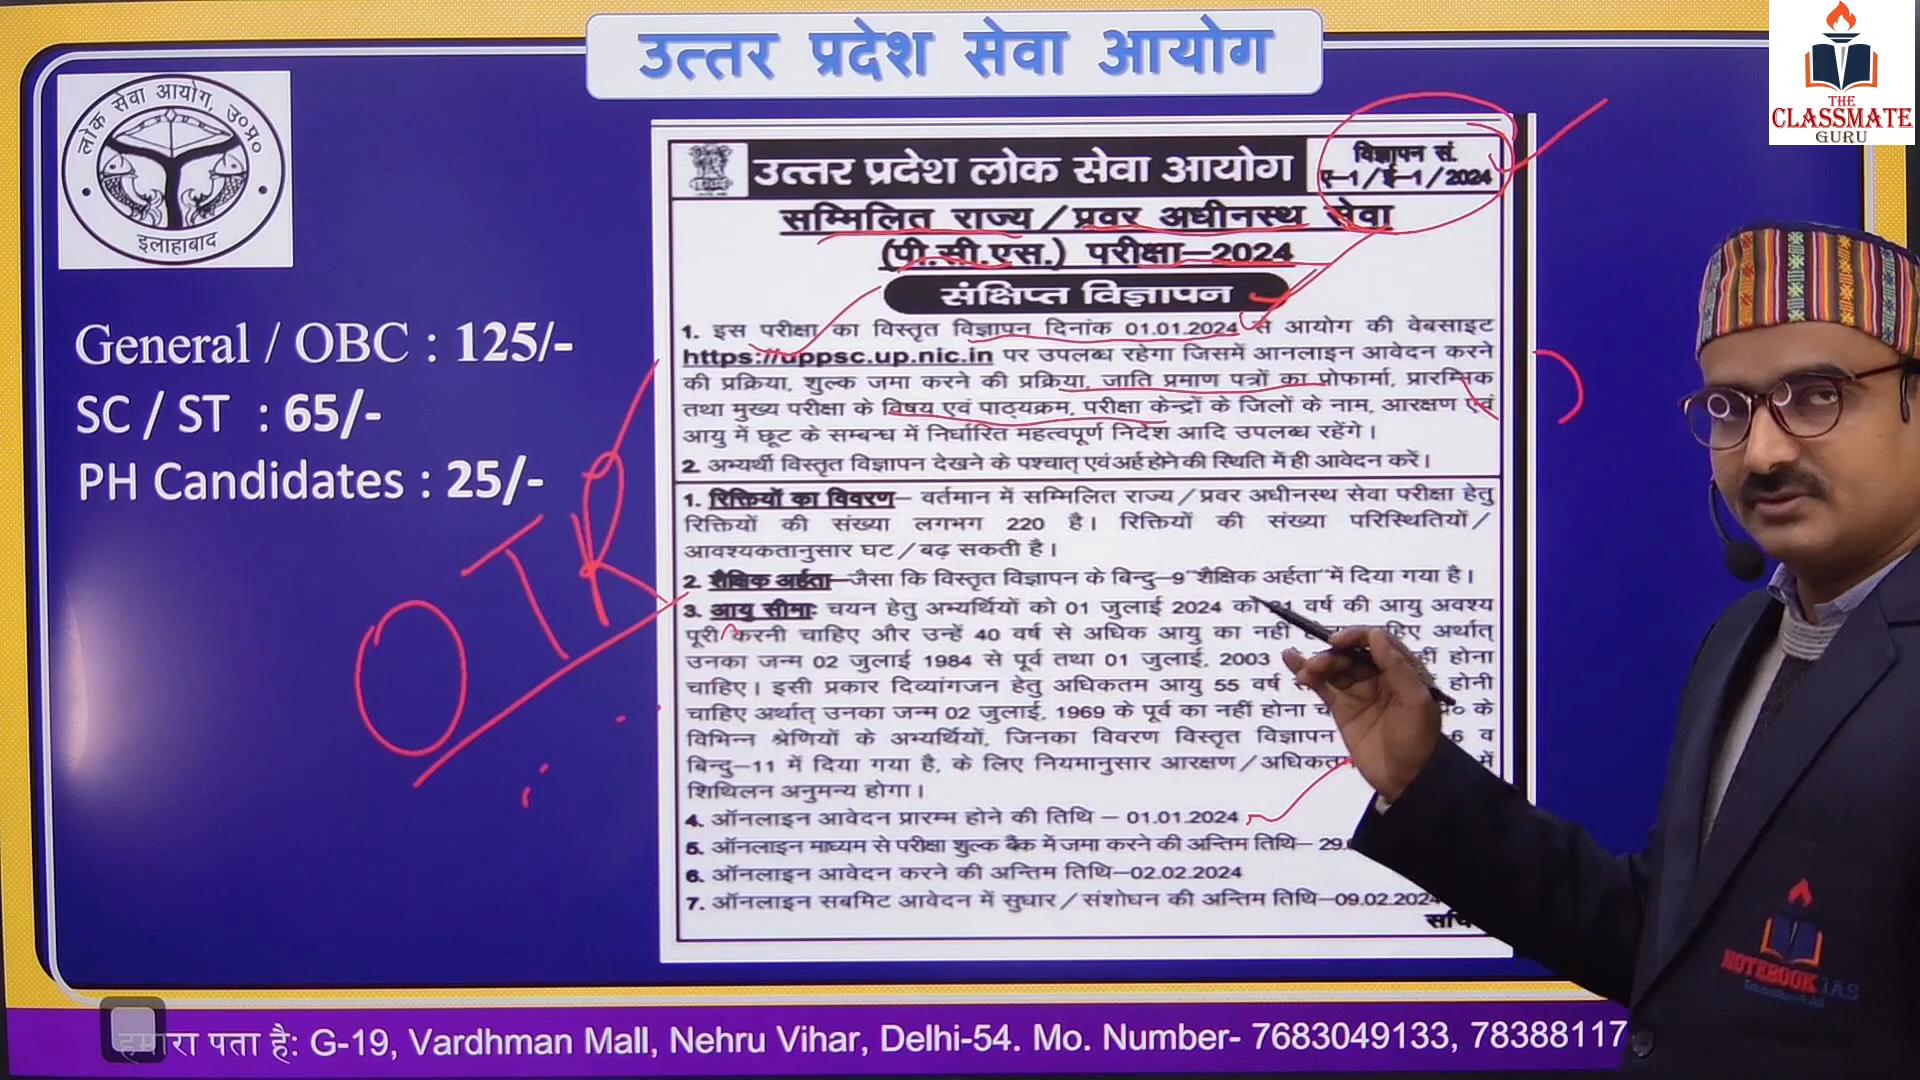 उत्तर प्रदेश सेवा आयोग
THE
CLASSMATE
GURU
लोक सेवा आयोग, उ०प्र०
इलाहाबाद
General / OBC : 125/-
SC / ST : 65/-
PH Candidates : 25/-
OTR
उत्तर प्रदेश लोक सेवा आयोग
विज्ञापन सं.
ए-1/ई-1/2024
सम्मिलित राज्य/प्रवर अधीनस्थ सेवा
(पी.सी.एस.) परीक्षा-2024
संक्षिप्त विज्ञापन
1. इस परीक्षा का विस्तृत विज्ञापन दिनांक 01.01.2024 से आयोग की वेबसाइट
https://uppsc.up.nic.in पर उपलब्ध रहेगा जिसमें आनलाइन आवेदन करने
की प्रक्रिया, शुल्क जमा करने की प्रक्रिया, जाति प्रमाण पत्रों का प्रोफार्मा, प्रारम्भिक
तथा मुख्य परीक्षा के विषय एवं पाठ्यक्रम, परीक्षा केन्द्रों के जिलों के नाम, आरक्षण एवं
आयु में छूट के सम्बन्ध में निर्धारित महत्वपूर्ण निर्देश आदि उपलब्ध रहेंगे।
2. अभ्यर्थी विस्तृत विज्ञापन देखने के पश्चात् एवं अर्ह होने की स्थिति में ही आवेदन करें।
1. रिक्तियों का विवरण– वर्तमान में सम्मिलित राज्य/प्रवर अधीनस्थ सेवा परीक्षा हेतु
रिक्तियों की संख्या लगभग 220 है। रिक्तियों की संख्या परिस्थितियों/
आवश्यकतानुसार घट/बढ़ सकती है।
2. शैक्षिक अर्हता–जैसा कि विस्तृत विज्ञापन के बिन्दु-9 "शैक्षिक अर्हता" में दिया गया है।
3. आयु सीमा: चयन हेतु अभ्यर्थियों को 01 जुलाई 2024 को 21 वर्ष की आयु अवश्य
पूरी करनी चाहिए और उन्हें 40 वर्ष से अधिक आयु का नहीं अर्थात्
उनका जन्म 02 जुलाई 1984 से पूर्व तथा 01 जुलाई, 2003 होना
चाहिए। इसी प्रकार दिव्यांगजन हेतु अधिकतम आयु 55 वर्ष होनी
चाहिए अर्थात् उनका जन्म 02 जुलाई, 1969 के पूर्व का नहीं होना के
विभिन्न श्रेणियों के अभ्यर्थियों, जिनका विवरण विस्तृत विज्ञापन व
बिन्दु-11 में दिया गया है, के लिए नियमानुसार आरक्षण/अधिकतम में
शिथिलन अनुमन्य होगा।
4. ऑनलाइन आवेदन प्रारम्भ होने की तिथि – 01.01.2024
5. ऑनलाइन माध्यम से परीक्षा शुल्क बैंक में जमा करने की अन्तिम तिथि– 29.
6. ऑनलाइन आवेदन करने की अन्तिम तिथि–02.02.2024
7. ऑनलाइन सबमिट आवेदन में सुधार/संशोधन की अन्तिम तिथि–09.02.2024
NOTEBOOK IAS
हमारा पता है: G-19, Vardhman Mall, Nehru Vihar, Delhi-54. Mo. Number- 7683049133, 78388117